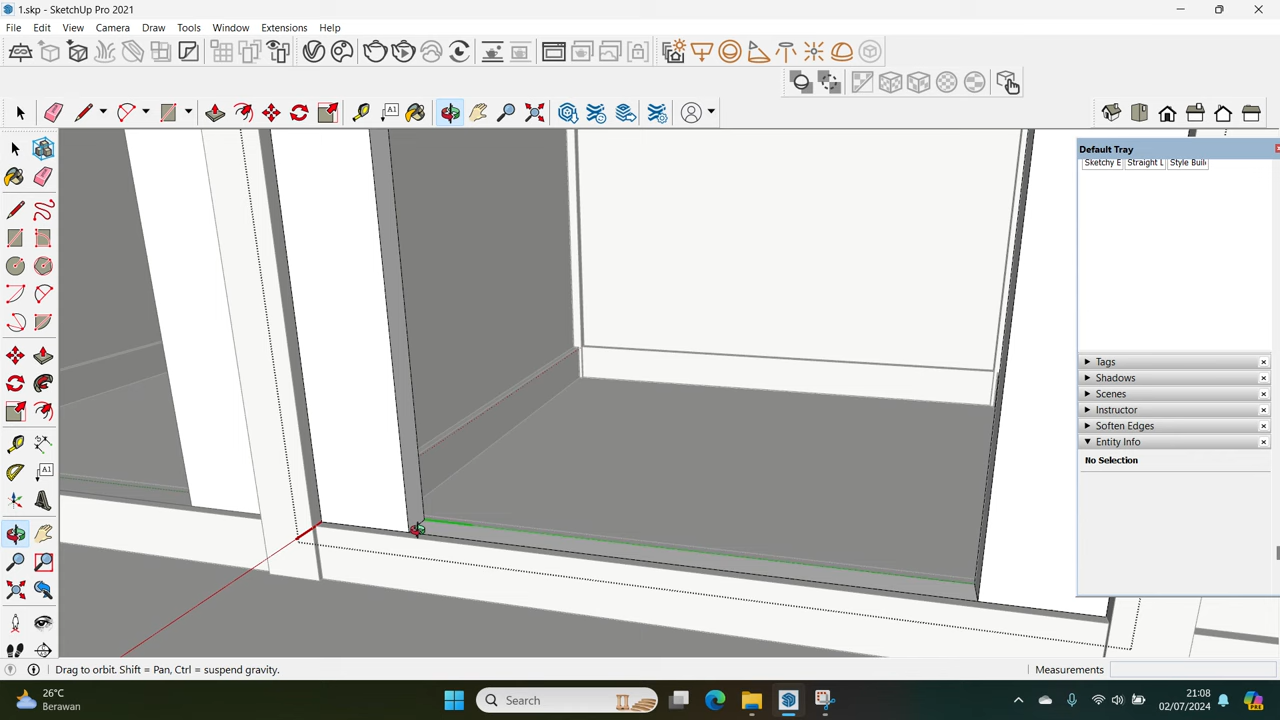 1.skp - SketchUp Pro 2021
File Edit View Camera Draw Tools Window Extensions Help
Default Tray
Sketchy E Straight L Style Buil
Tags
Shadows
Scenes
Instructor
Soften Edges
Entity Info
No Selection
Drag to orbit. Shift = Pan, Ctrl = suspend gravity.
Measurements
26°C
Berawan
Search
21:08
02/07/2024